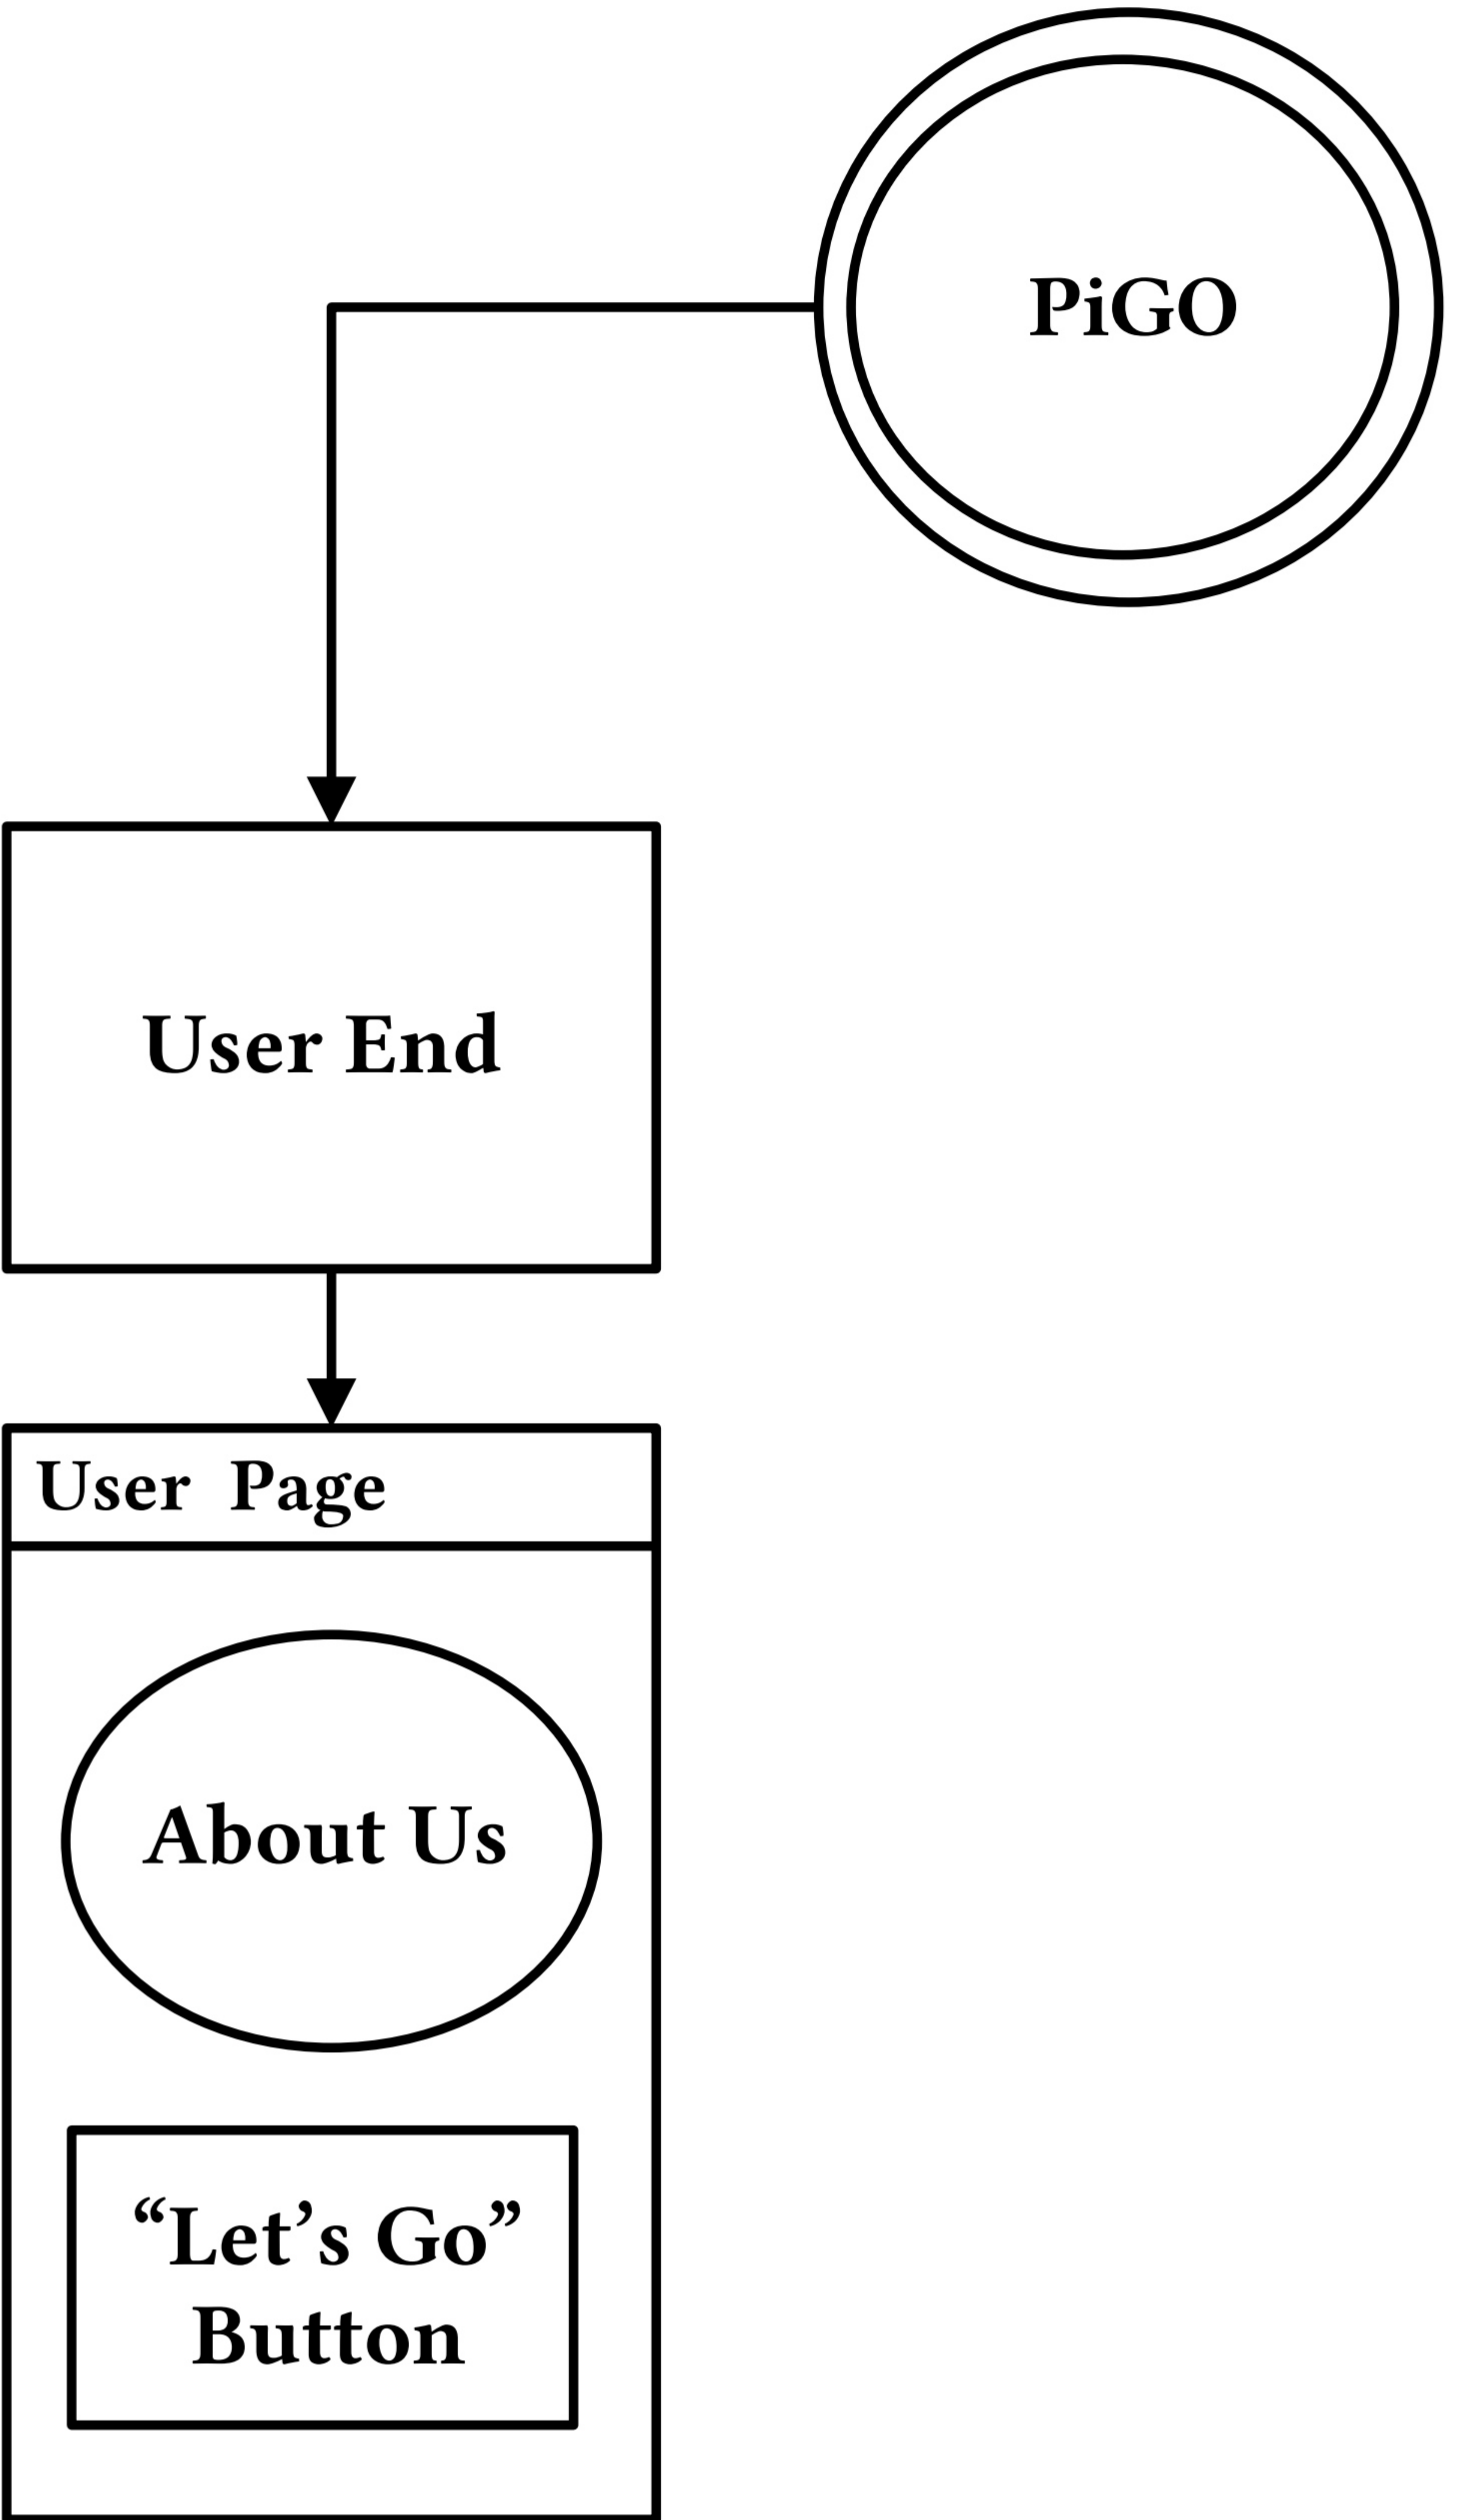 PiGO
User End
User Page
About Us
“Let’s Go”
Button